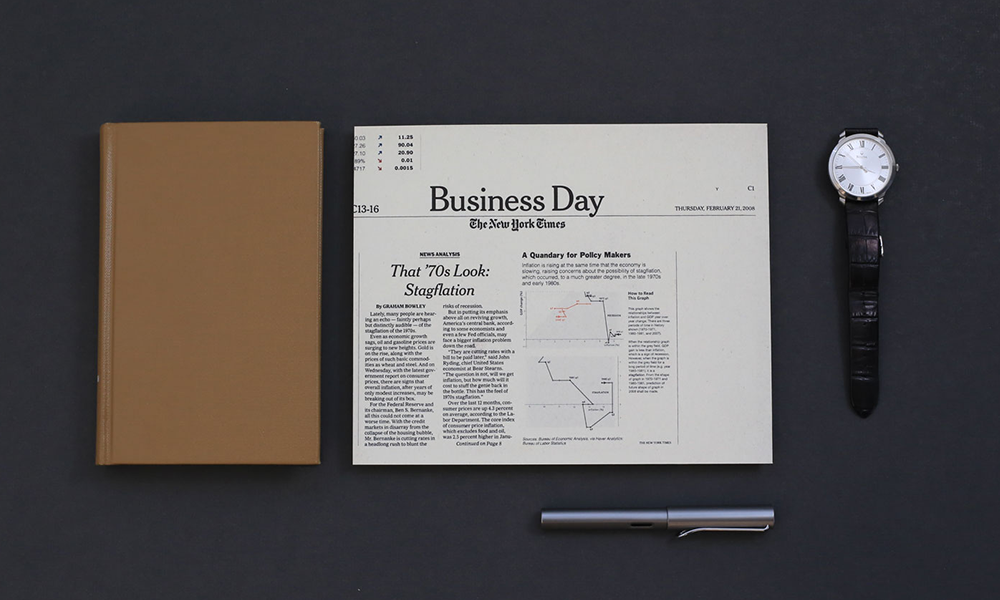 11.25
90.04
20.90
0.01
0.0015
C13-16
Business Day
C1
THURSDAY, FEBRUARY 21, 2008
The New York Times
NEWS ANALYSIS
That '70s Look:
Stagflation
By GRAHAM BOWLEY
Lately, many people are hear-
ing an echo — faintly perhaps
but distinctly audible — of the
stagflation of the 1970s.
Even as economic growth
sags, oil and gasoline prices are
surging to new heights. Gold is
on the rise, along with the
prices of such basic commod-
ities as wheat and steel. And on
Wednesday, with the latest gov-
ernment report on consumer
prices, there are signs that
overall inflation, after years of
only modest increases, may be
breaking out of its box.
For the Federal Reserve and
its chairman, Ben S. Bernanke,
all this could not come at a
worse time. With the credit
markets in disarray from the
collapse of the housing bubble,
Mr. Bernanke is cutting rates in
a headlong rush to blunt the
risks of recession.
But in putting its emphasis
above all on reviving growth,
America's central bank, accord-
ing to some economists and
even a few Fed officials, may
face a bigger inflation problem
down the road.
"They are cutting rates with a
bill to be paid later," said John
Ryding, chief United States
economist at Bear Stearns.
"The question is not, will we get
inflation, but how much will it
cost to stuff the genie back in
the bottle. This has the feel of
1970s stagflation."
Over the last 12 months, con-
sumer prices are up 4.3 percent
on average, according to the La-
bor Department. The core index
of consumer price inflation,
which excludes food and oil,
was 2.5 percent higher in Janu-
Continued on Page 8
A Quandary for Policy Makers
Inflation is rising at the same time that the economy is
slowing, raising concerns about the possibility of stagflation,
which occurred, to a much greater degree, in the late 1970s
and early 1980s.
How to Read
This Graph
Sources: Bureau of Economic Analysis, via Haver Analytics;
Bureau of Labor Statistics
THE NEW YORK TIMES